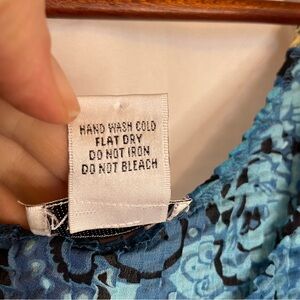 HAND WASH COLD
FLAT DRY
DO NOT IRON
DO NOT BLEACH